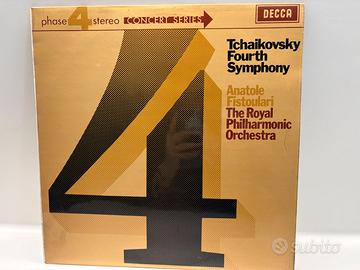 phase 4 stereo CONCERT SERIES DECCA
Tchaikovsky
Fourth
Symphony
Anatole
Fistoulari
The Royal
Philharmonic
Orchestra
4
subito